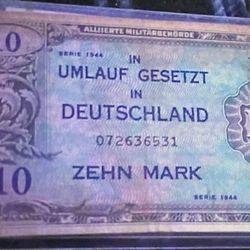 ALLIIERTE MILITÄRBEHÖRDE
SERIE 1944
IN
UMLAUF GESETZT
IN
DEUTSCHLAND
072636531
ZEHN MARK
SERIE 1944
10
10